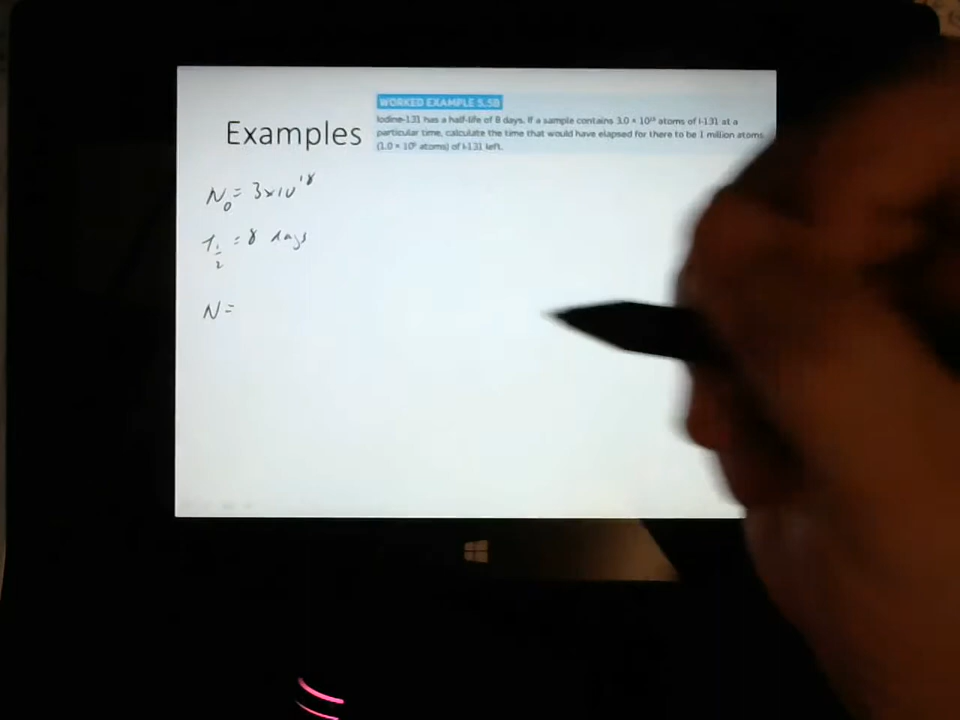 WORKED EXAMPLE 5.5B
Examples
Iodine-131 has a half-life of 8 days. If a sample contains 3.0 × 10¹⁸ atoms of I-131 at a
particular time, calculate the time that would have elapsed for there to be 1 million atoms
(1.0 × 10⁶ atoms) of I-131 left.
N₀ = 3×10¹⁸
T½ = 8 days
N =